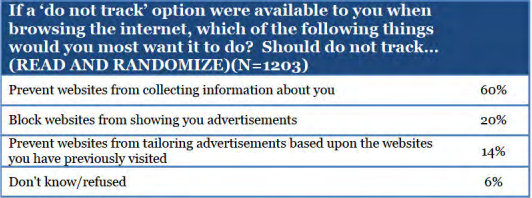 If a ‘do not track’ option were available to you when
browsing the internet, which of the following things
would you most want it to do? Should do not track...
(READ AND RANDOMIZE)(N=1203)
Prevent websites from collecting information about you 60%
Block websites from showing you advertisements 20%
Prevent websites from tailoring advertisements based upon the websites
you have previously visited 14%
Don't know/refused 6%